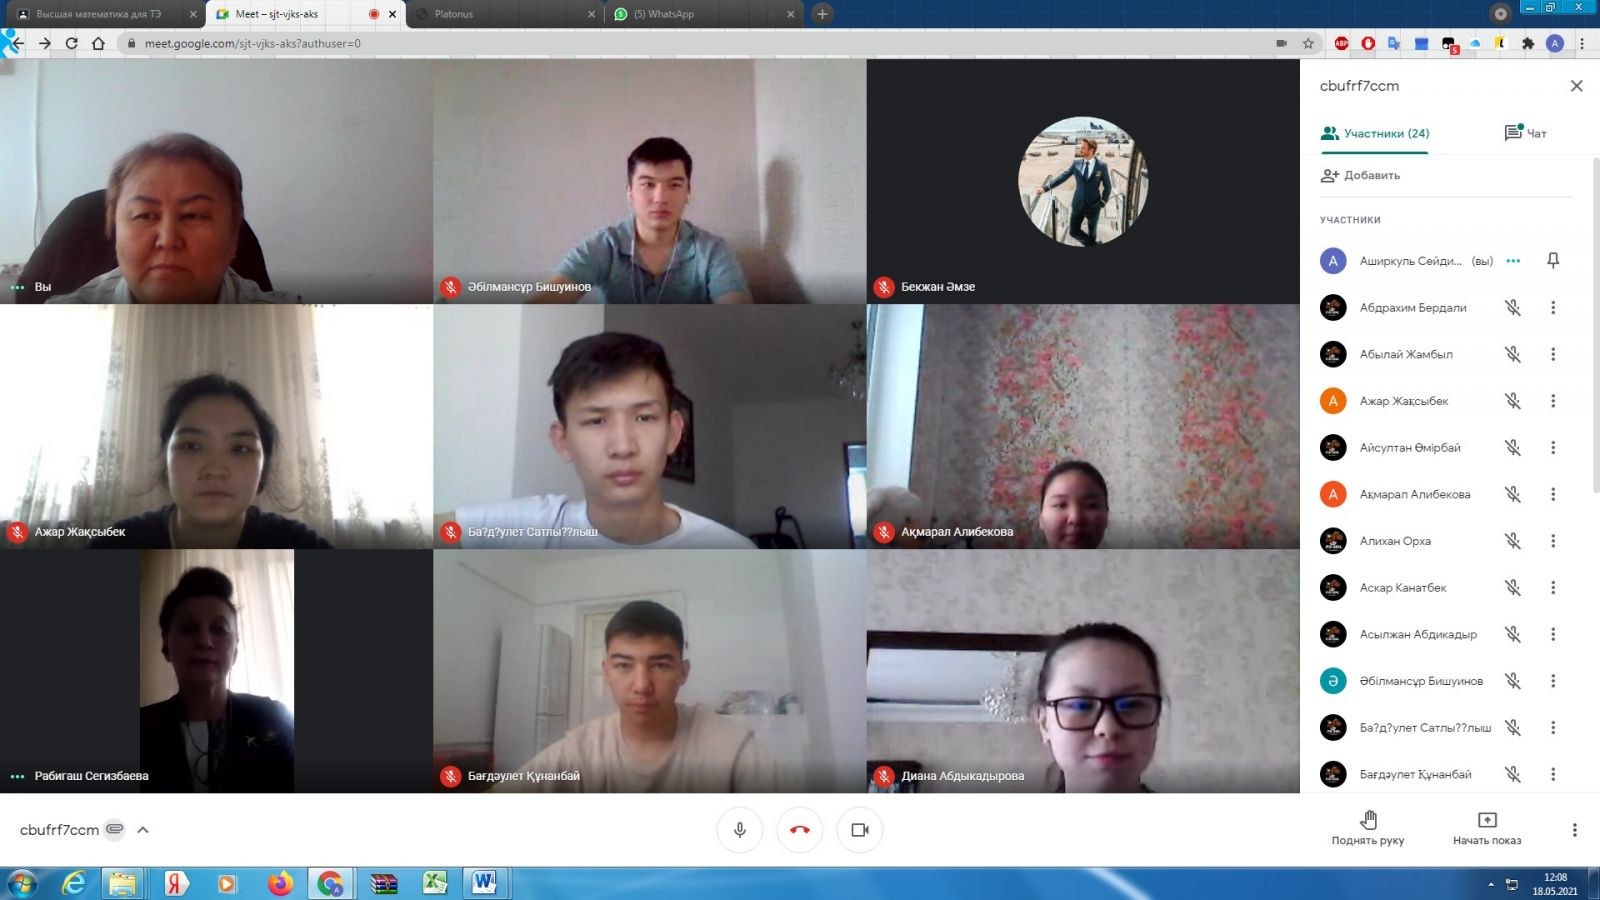 Высшая математика для ТЭ
Meet – sjt-vjks-aks
Platonus
(5) WhatsApp
meet.google.com/sjt-vjks-aks?authuser=0
ABP
5
A
cbufrf7ccm
Участники (24)
Чат
Добавить
УЧАСТНИКИ
A
Аширкуль Сейди... (вы)
Абдрахим Бердали
Абылай Жамбыл
A
Ажар Жақсыбек
Айсултан Өмірбай
A
Ақмарал Алибекова
Алихан Орха
Аскар Канатбек
Асылжан Абдикадыр
Ә
Әбілмансұр Бишуинов
Ба?д?улет Сатлы??лыш
Бағдәулет Құнанбай
Вы
Әбілмансұр Бишуинов
Бекжан Әмзе
Ажар Жақсыбек
Ба?д?улет Сатлы??лыш
Ақмарал Алибекова
Рабигаш Сегизбаева
Бағдәулет Құнанбай
Диана Абдыкадырова
cbufrf7ccm
Поднять руку
Начать показ
12:08
18.05.2021